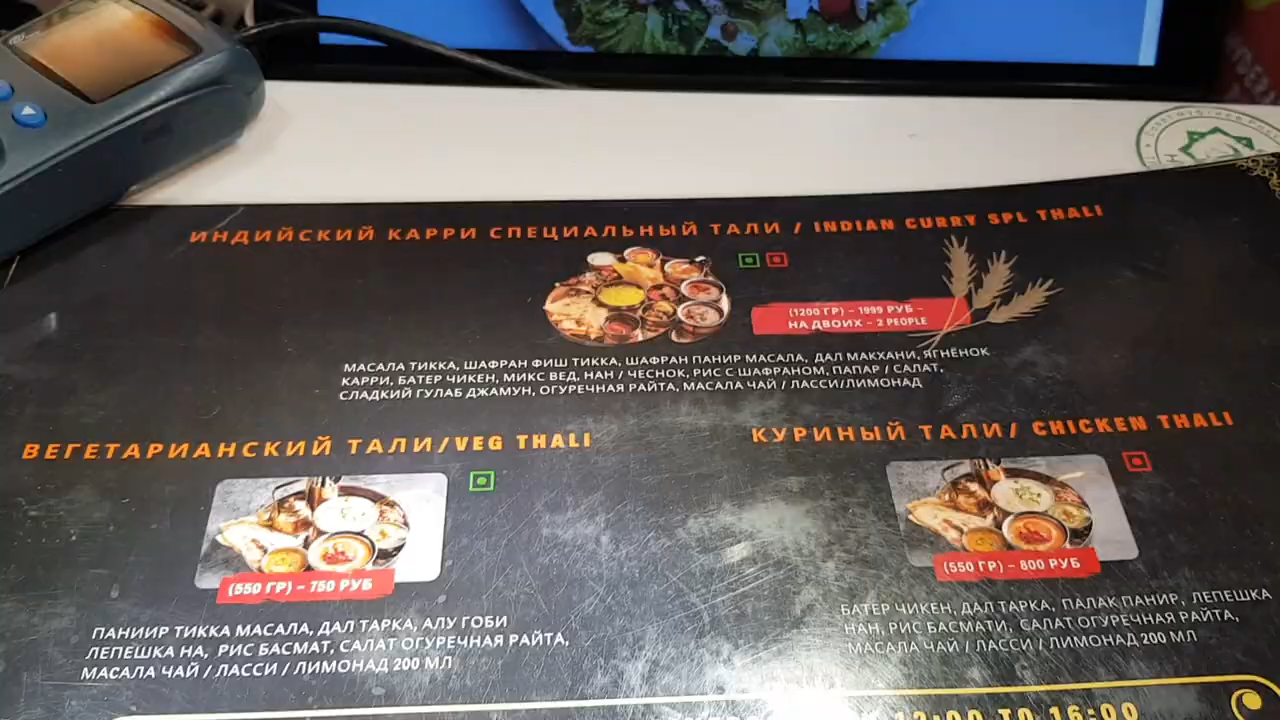 ИНДИЙСКИЙ КАРРИ СПЕЦИАЛЬНЫЙ ТАЛИ / INDIAN CURRY SPL THALI
(1200 ГР) – 1999 РУБ –
НА ДВОИХ – 2 PEOPLE
МАСАЛА ТИККА, ШАФРАН ФИШ ТИККА, ШАФРАН ПАНИР МАСАЛА, ДАЛ МАКХАНИ, ЯГНЁНОК
КАРРИ, БАТЕР ЧИКЕН, МИКС ВЕД, НАН / ЧЕСНОК, РИС С ШАФРАНОМ, ПАПАР / САЛАТ,
СЛАДКИЙ ГУЛАБ ДЖАМУН, ОГУРЕЧНАЯ РАЙТА, МАСАЛА ЧАЙ / ЛАССИ/ЛИМОНАД
ВЕГЕТАРИАНСКИЙ ТАЛИ/VEG THALI
(550 ГР) – 750 РУБ
ПАНИИР ТИККА МАСАЛА, ДАЛ ТАРКА, АЛУ ГОБИ
ЛЕПЕШКА НА, РИС БАСМАТ, САЛАТ ОГУРЕЧНАЯ РАЙТА,
МАСАЛА ЧАЙ / ЛАССИ / ЛИМОНАД 200 МЛ
КУРИНЫЙ ТАЛИ/ CHICKEN THALI
(550 ГР) – 800 РУБ
БАТЕР ЧИКЕН, ДАЛ ТАРКА, ПАЛАК ПАНИР, ЛЕПЕШКА
НАН, РИС БАСМАТИ, САЛАТ ОГУРЕЧНАЯ РАЙТА,
МАСАЛА ЧАЙ / ЛАССИ / ЛИМОНАД 200 МЛ
12:00 TO 16:00